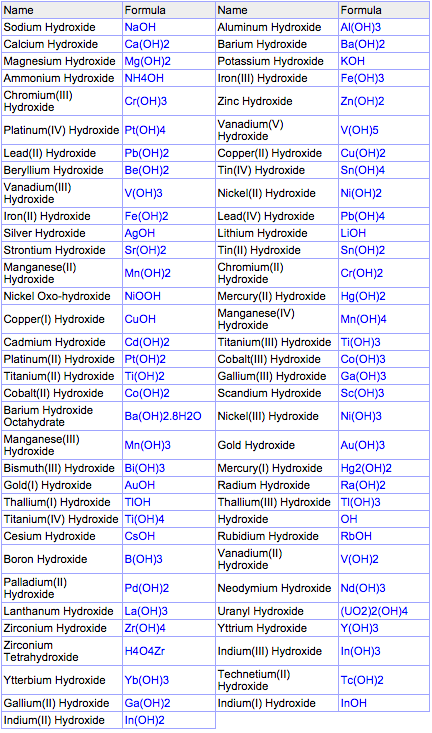 Name Formula Name Formula
Sodium Hydroxide NaOH Aluminum Hydroxide Al(OH)3
Calcium Hydroxide Ca(OH)2 Barium Hydroxide Ba(OH)2
Magnesium Hydroxide Mg(OH)2 Potassium Hydroxide KOH
Ammonium Hydroxide NH4OH Iron(III) Hydroxide Fe(OH)3
Chromium(III)
Hydroxide Cr(OH)3 Zinc Hydroxide Zn(OH)2
Platinum(IV) Hydroxide Pt(OH)4 Vanadium(V)
Hydroxide V(OH)5
Lead(II) Hydroxide Pb(OH)2 Copper(II) Hydroxide Cu(OH)2
Beryllium Hydroxide Be(OH)2 Tin(IV) Hydroxide Sn(OH)4
Vanadium(III)
Hydroxide V(OH)3 Nickel(II) Hydroxide Ni(OH)2
Iron(II) Hydroxide Fe(OH)2 Lead(IV) Hydroxide Pb(OH)4
Silver Hydroxide AgOH Lithium Hydroxide LiOH
Strontium Hydroxide Sr(OH)2 Tin(II) Hydroxide Sn(OH)2
Manganese(II)
Hydroxide Mn(OH)2 Chromium(II)
Hydroxide Cr(OH)2
Nickel Oxo-hydroxide NiOOH Mercury(II) Hydroxide Hg(OH)2
Copper(I) Hydroxide CuOH Manganese(IV)
Hydroxide Mn(OH)4
Cadmium Hydroxide Cd(OH)2 Titanium(III) Hydroxide Ti(OH)3
Platinum(II) Hydroxide Pt(OH)2 Cobalt(III) Hydroxide Co(OH)3
Titanium(II) Hydroxide Ti(OH)2 Gallium(III) Hydroxide Ga(OH)3
Cobalt(II) Hydroxide Co(OH)2 Scandium Hydroxide Sc(OH)3
Barium Hydroxide
Octahydrate Ba(OH)2.8H2O Nickel(III) Hydroxide Ni(OH)3
Manganese(III)
Hydroxide Mn(OH)3 Gold Hydroxide Au(OH)3
Bismuth(III) Hydroxide Bi(OH)3 Mercury(I) Hydroxide Hg2(OH)2
Gold(I) Hydroxide AuOH Radium Hydroxide Ra(OH)2
Thallium(I) Hydroxide TlOH Thallium(III) Hydroxide Tl(OH)3
Titanium(IV) Hydroxide Ti(OH)4 Hydroxide OH
Cesium Hydroxide CsOH Rubidium Hydroxide RbOH
Boron Hydroxide B(OH)3 Vanadium(II)
Hydroxide V(OH)2
Palladium(II)
Hydroxide Pd(OH)2 Neodymium Hydroxide Nd(OH)3
Lanthanum Hydroxide La(OH)3 Uranyl Hydroxide (UO2)2(OH)4
Zirconium Hydroxide Zr(OH)4 Yttrium Hydroxide Y(OH)3
Zirconium
Tetrahydroxide H4O4Zr Indium(III) Hydroxide In(OH)3
Ytterbium Hydroxide Yb(OH)3 Technetium(II)
Hydroxide Tc(OH)2
Gallium(II) Hydroxide Ga(OH)2 Indium(I) Hydroxide InOH
Indium(II) Hydroxide In(OH)2